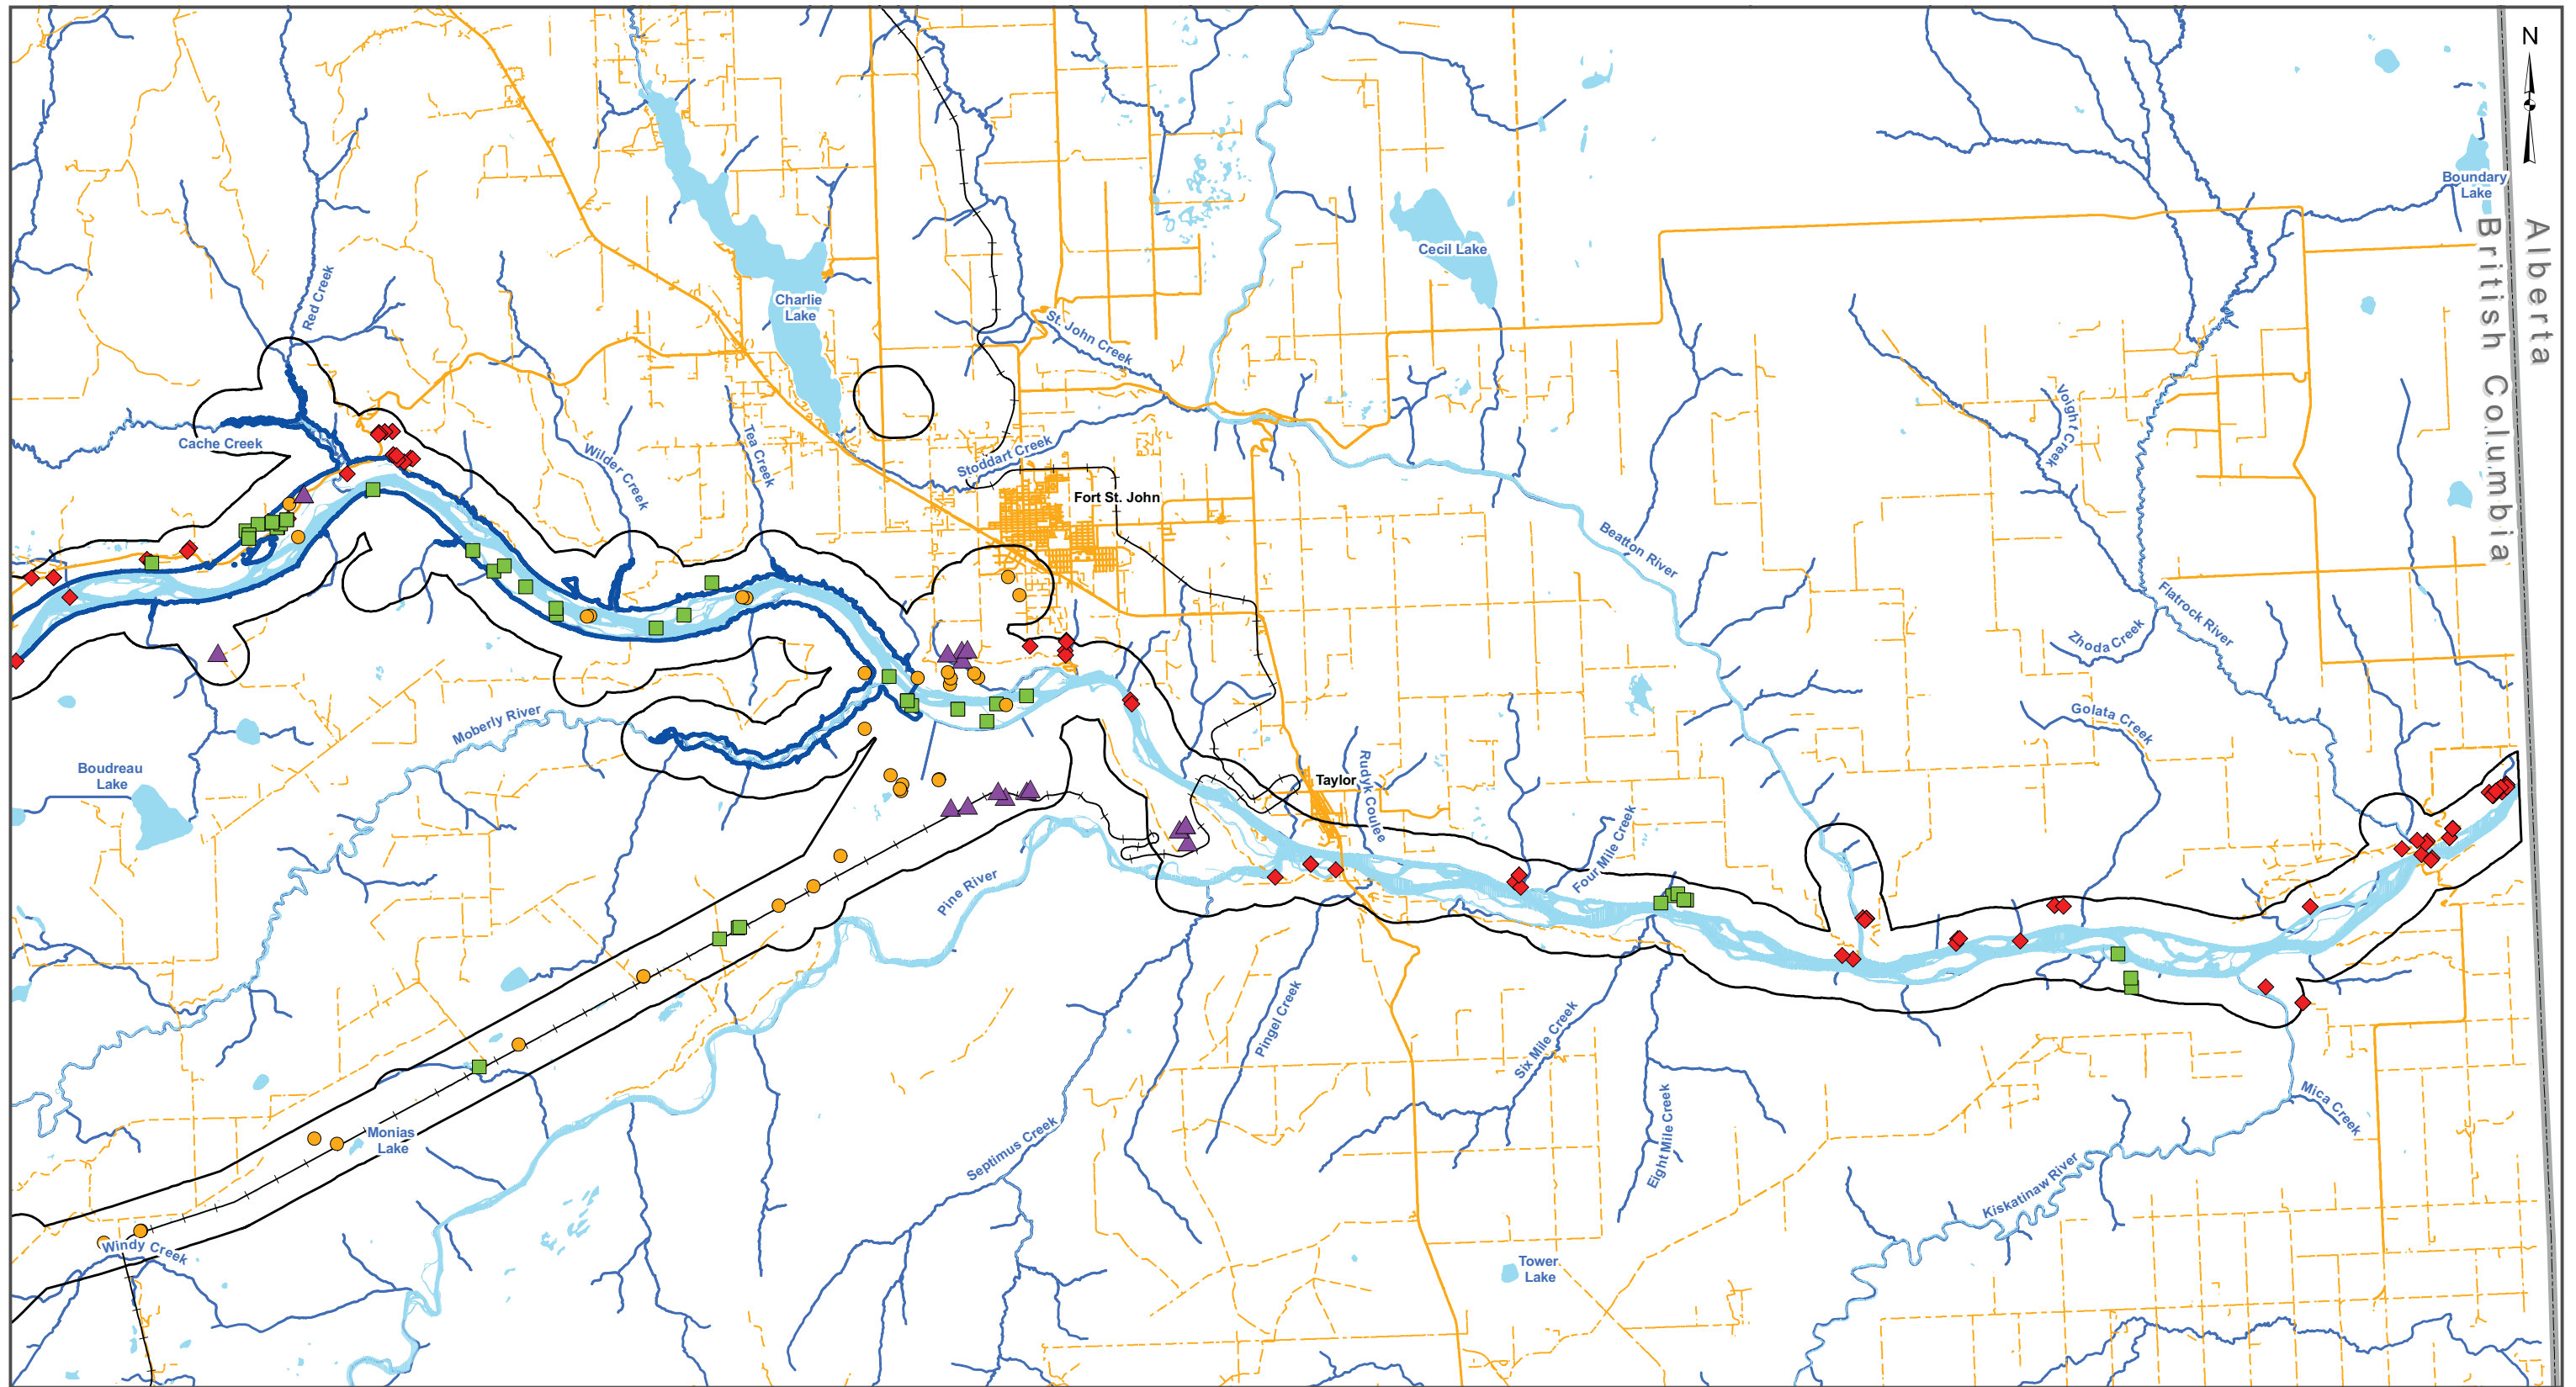 N
Boundary
Lake
Alberta
British Columbia
Cecil Lake
Red Creek
Charlie
Lake
St. John Creek
Cache Creek
Wilder Creek
Tea Creek
Stoddart Creek
Fort St. John
Voight Creek
Beatton River
Flatrock River
Zhoda Creek
Moberly River
Golata Creek
Boudreau
Lake
Taylor
Rudyk Coulee
Four Mile Creek
Pine River
Pingel Creek
Six Mile Creek
Eight Mile Creek
Mica Creek
Monias
Lake
Septimus Creek
Kiskatinaw River
Windy Creek
Tower
Lake